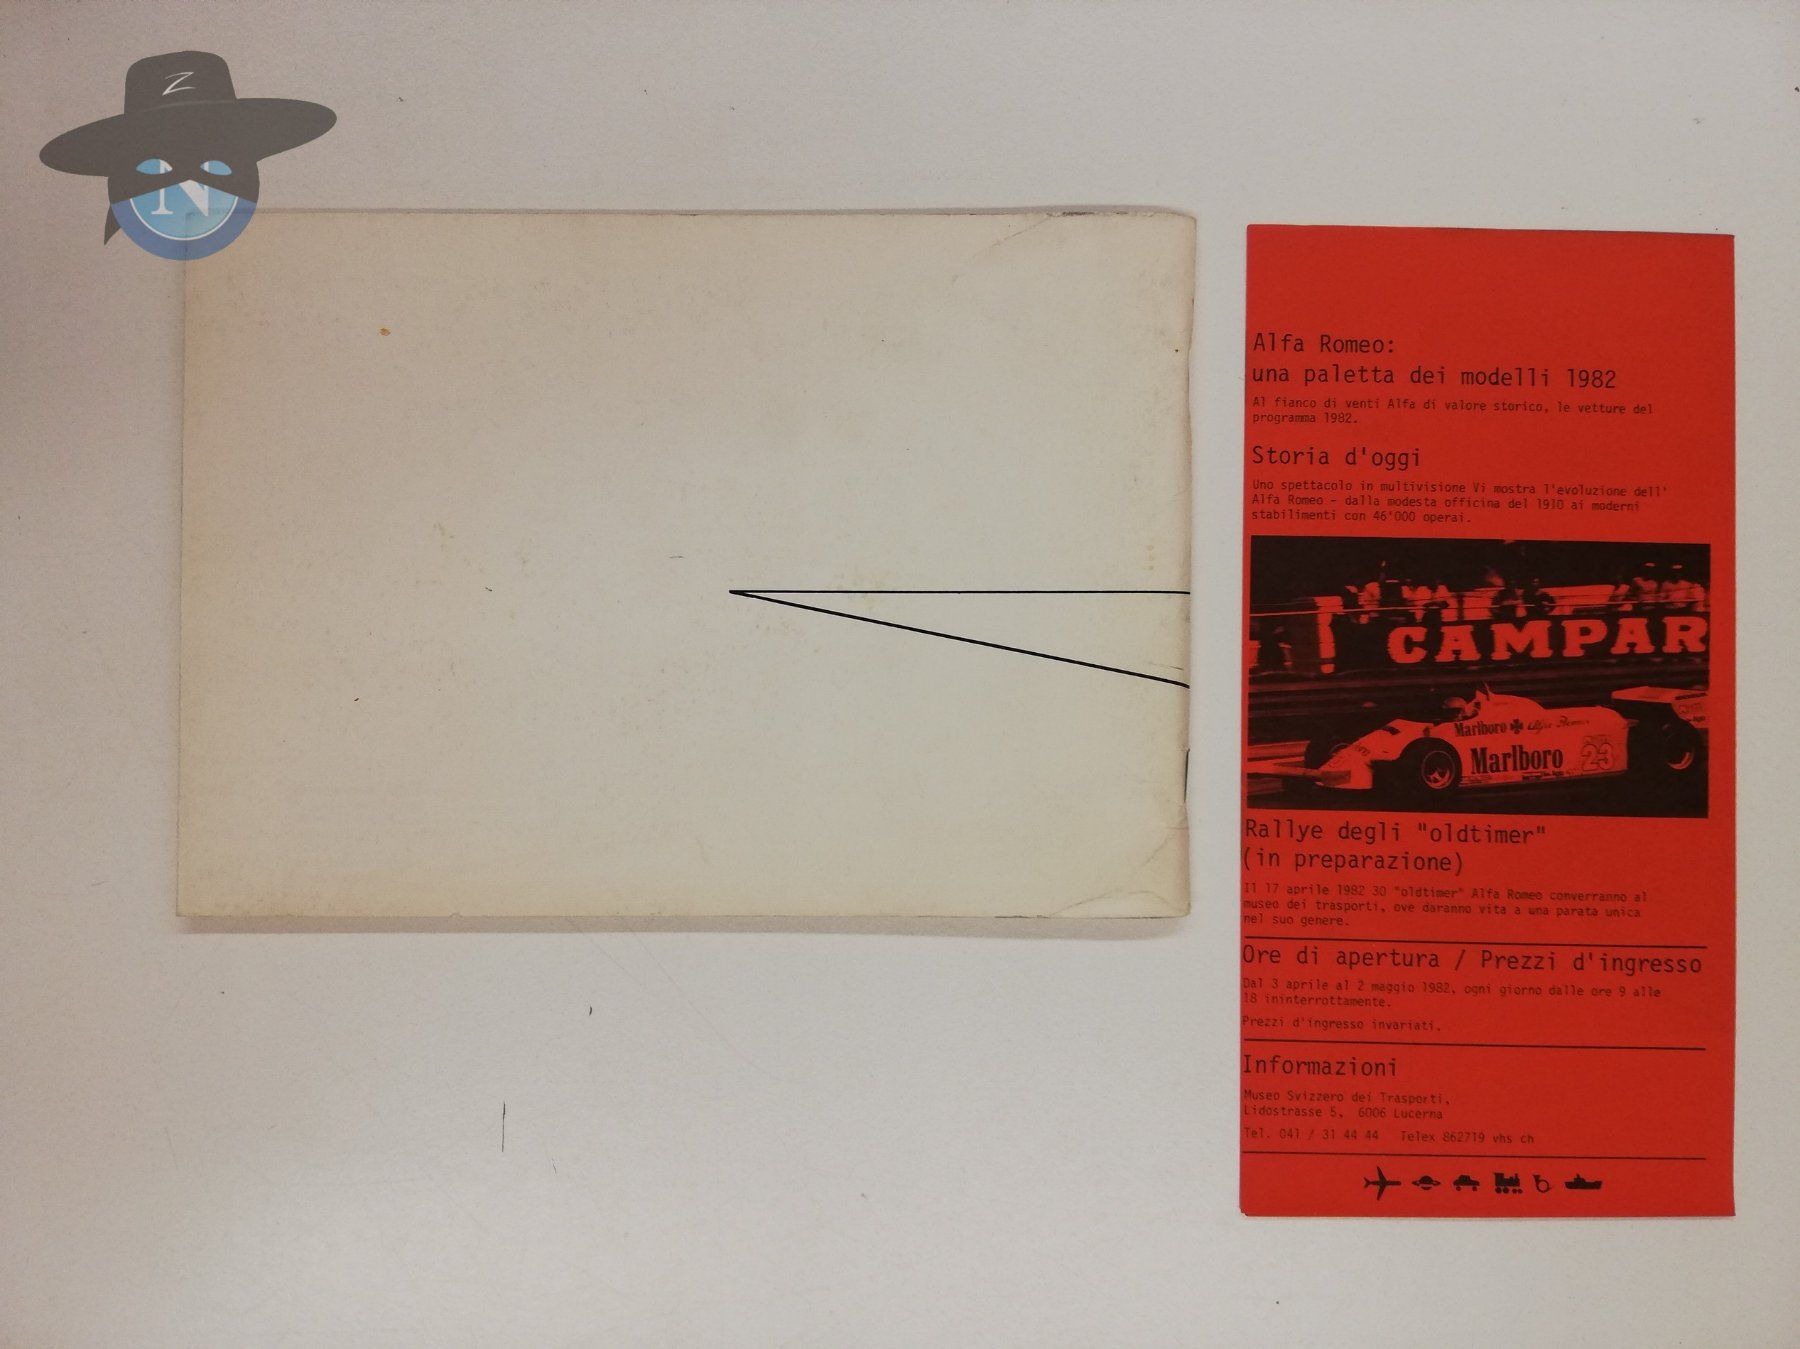 Z
N
Alfa Romeo:
una paletta dei modelli 1982
Al fianco di venti Alfa di valore storico, le vetture del
programma 1982.
Storia d'oggi
Uno spettacolo in multivisione Vi mostra l'evoluzione dell'
Alfa Romeo - dalla modesta officina del 1910 ai moderni
stabilimenti con 46'000 operai.
CAMPAR
Marlboro Alfa Romeo
Marlboro 23
Rallye degli "oldtimer"
(in preparazione)
Il 17 aprile 1982 30 "oldtimer" Alfa Romeo converranno al
museo dei trasporti, ove daranno vita a una parata unica
nel suo genere.
Ore di apertura / Prezzi d'ingresso
Dal 3 aprile al 2 maggio 1982, ogni giorno dalle ore 9 alle
18 ininterrottamente.
Prezzi d'ingresso invariati.
Informazioni
Museo Svizzero dei Trasporti,
Lidostrasse 5, 6006 Lucerna
Tel. 041 / 31 44 44 Telex 862719 vhs ch